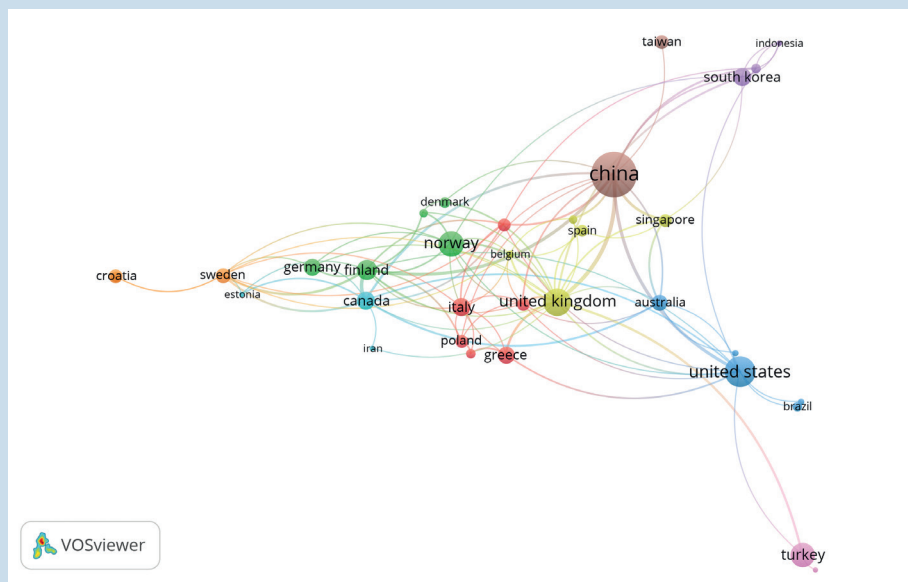 taiwan
indonesia
south korea
china
denmark
singapore
spain
norway
belgium
germany
finland
croatia
sweden
estonia
canada
italy
united kingdom
australia
iran
poland
greece
united states
brazil
VOSviewer
turkey